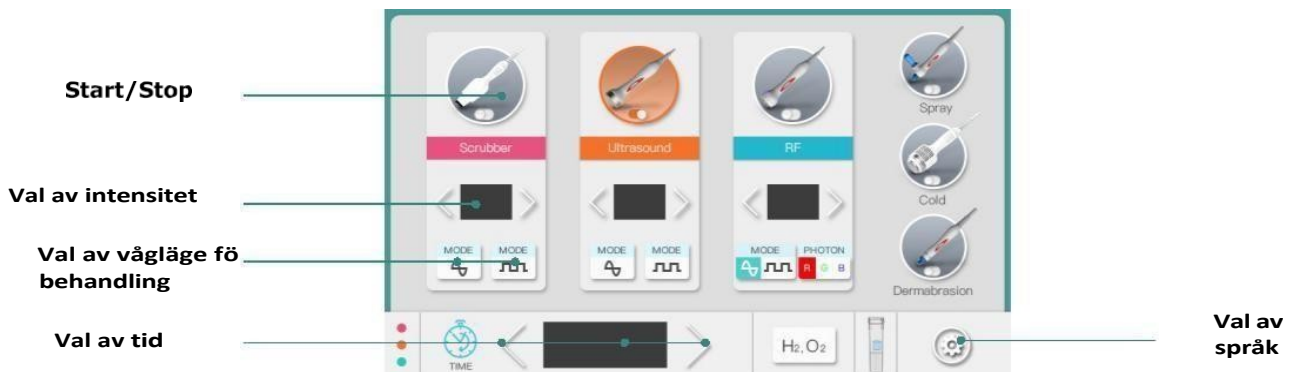 Start/Stop
Val av intensitet
Val av vågläge fö
behandling
Val av tid
Scrubber
Ultrasound
RF
Spray
Cold
Dermabrasion
MODE MODE
MODE MODE
MODE PHOTON
R G B
TIME
H2, O2
Val av
språk